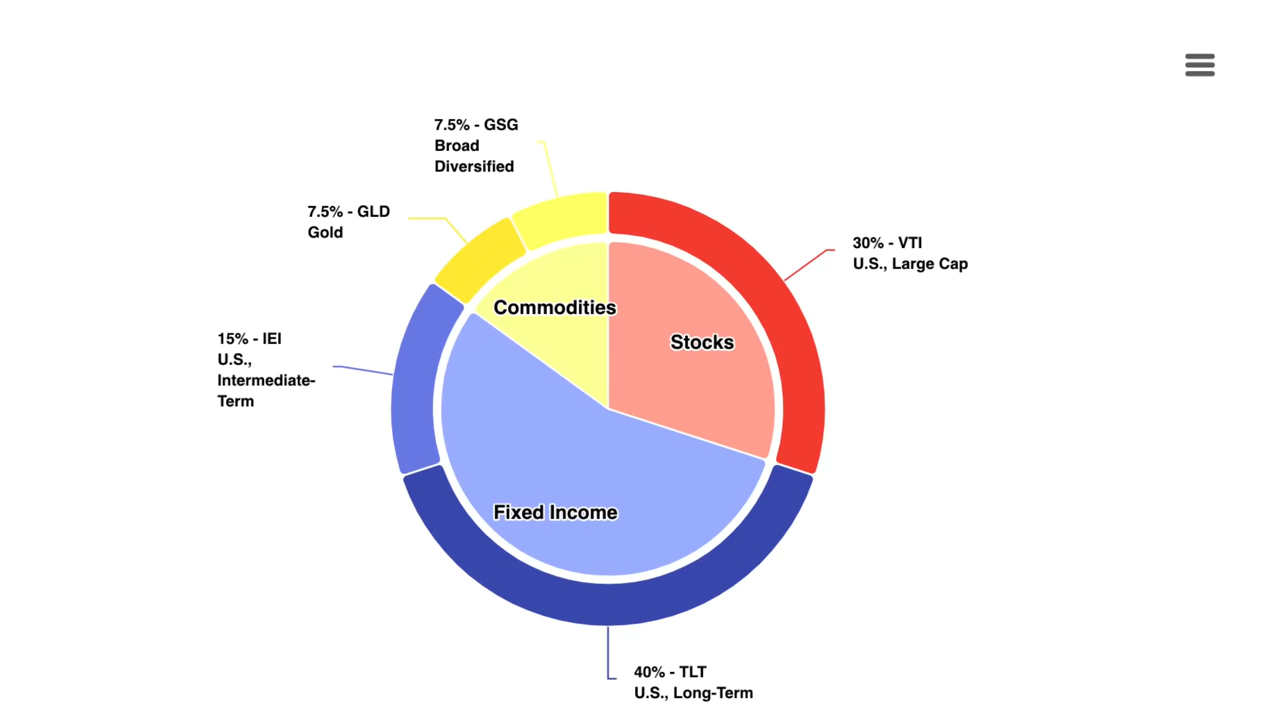 7.5% - GSG
Broad
Diversified
7.5% - GLD
Gold
30% - VTI
U.S., Large Cap
Commodities
Stocks
15% - IEI
U.S.,
Intermediate-
Term
Fixed Income
40% - TLT
U.S., Long-Term